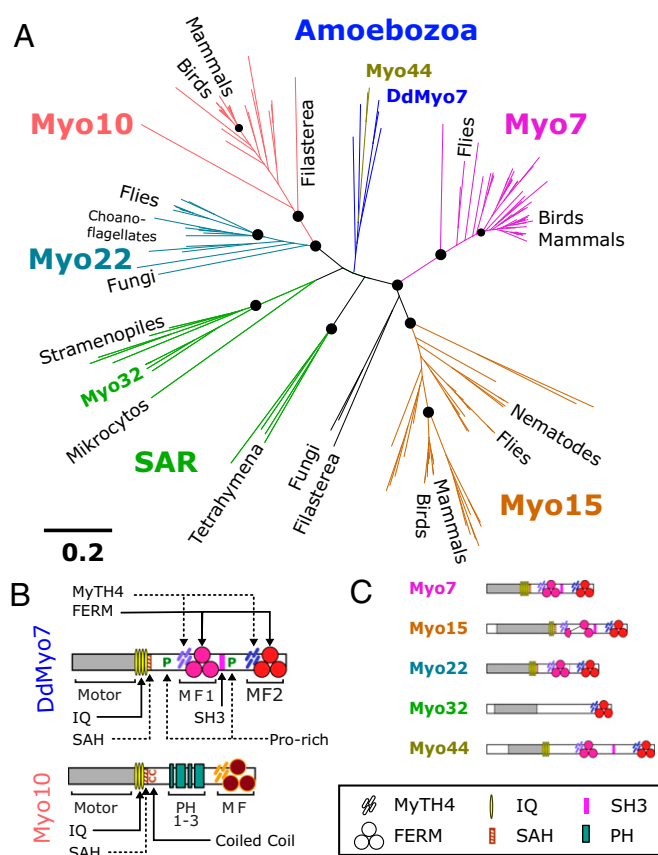 A
Amoebozoa
Myo44
DdMyo7
Mammals
Birds
Myo10
Filasterea
Flies
Myo7
Birds
Mammals
Flies
Choano-
flagellates
Myo22
Fungi
Stramenopiles
Myo32
Mikrocytos
SAR
Tetrahymena
Fungi
Filasterea
Nematodes
Flies
Mammals
Birds
Myo15
0.2
B
MyTH4
FERM
DdMyo7
P
P
Motor
MF1
MF2
IQ
SH3
SAH
Pro-rich
Myo10
CC
Motor
PH
1-3
MF
IQ
Coiled Coil
SAH
C
Myo7
Myo15
Myo22
Myo32
Myo44
MyTH4
IQ
SH3
FERM
SAH
PH